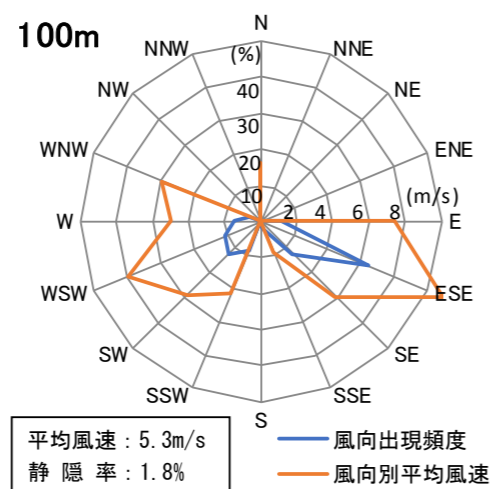 100m
N
NNW
NNE
(%)
NW
40
NE
30
WNW
20
ENE
10
(m/s)
W
2
4
6
8
E
WSW
ESE
SW
SE
SSW
SSE
S
平均風速：5.3m/s
静 隠 率：1.8%
風向出現頻度
風向別平均風速